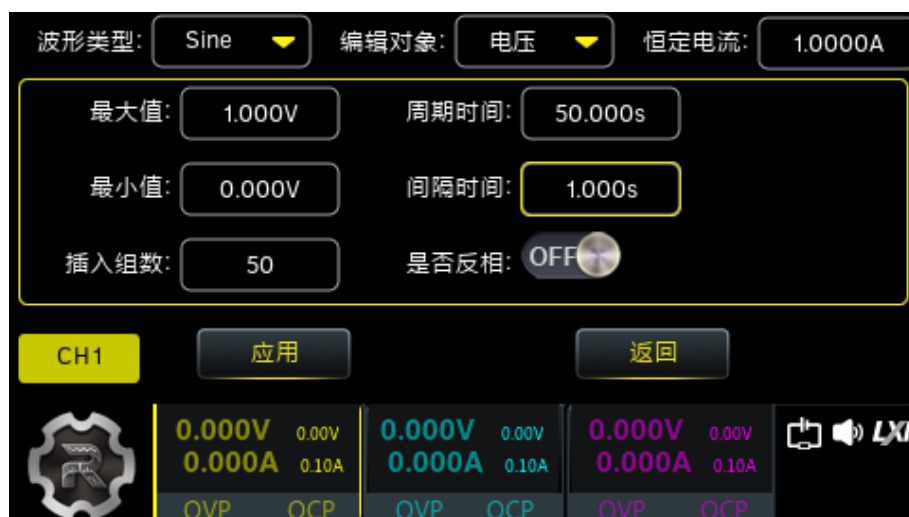 波形类型: Sine 编辑对象: 电压 恒定电流: 1.0000A
最大值: 1.000V 周期时间: 50.000s
最小值: 0.000V 间隔时间: 1.000s
插入组数: 50 是否反相: OFF
CH1 应用 返回
0.000V 0.00V 0.000V 0.00V 0.000V 0.00V LXI
0.000A 0.10A 0.000A 0.10A 0.000A 0.10A
OVP OCP OVP OCP OVP OCP